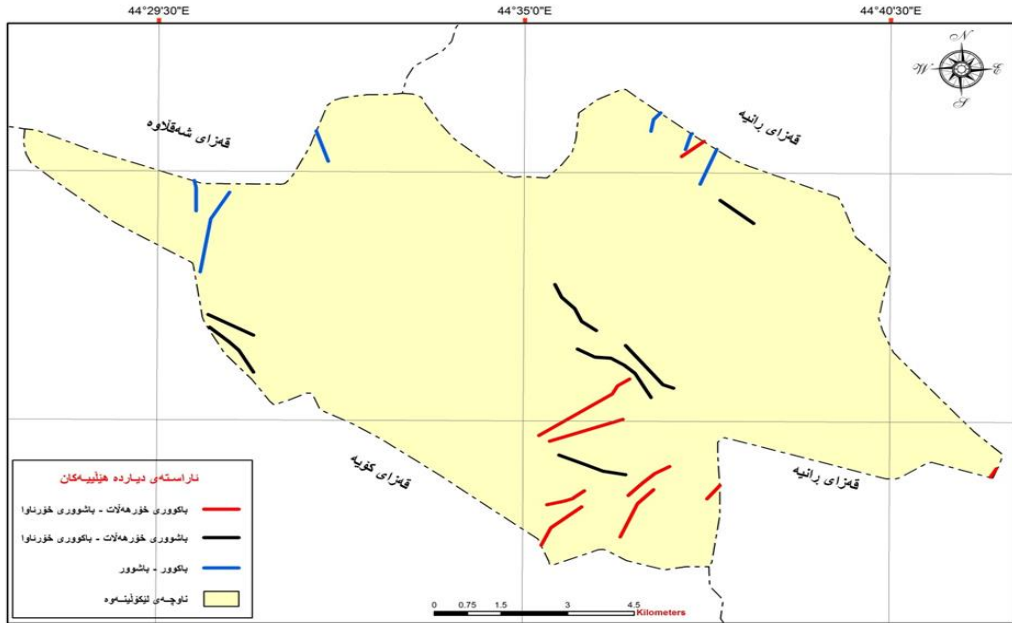 44°29'30"E 44°35'0"E 44°40'30"E
N
W E
S
قەزای شەقڵاوە
قەزای ڕانیە
قەزای کۆیە
قەزای ڕانیە
ئاراستەی دیاردە هێڵییەکان
باکووری خۆرهەڵات - باشووری خۆرئاوا
باشووری خۆرهەڵات - باکووری خۆرئاوا
باکوور - باشوور
ناوچەی لێکۆڵینەوە
0 0.75 1.5 3 4.5
Kilometers